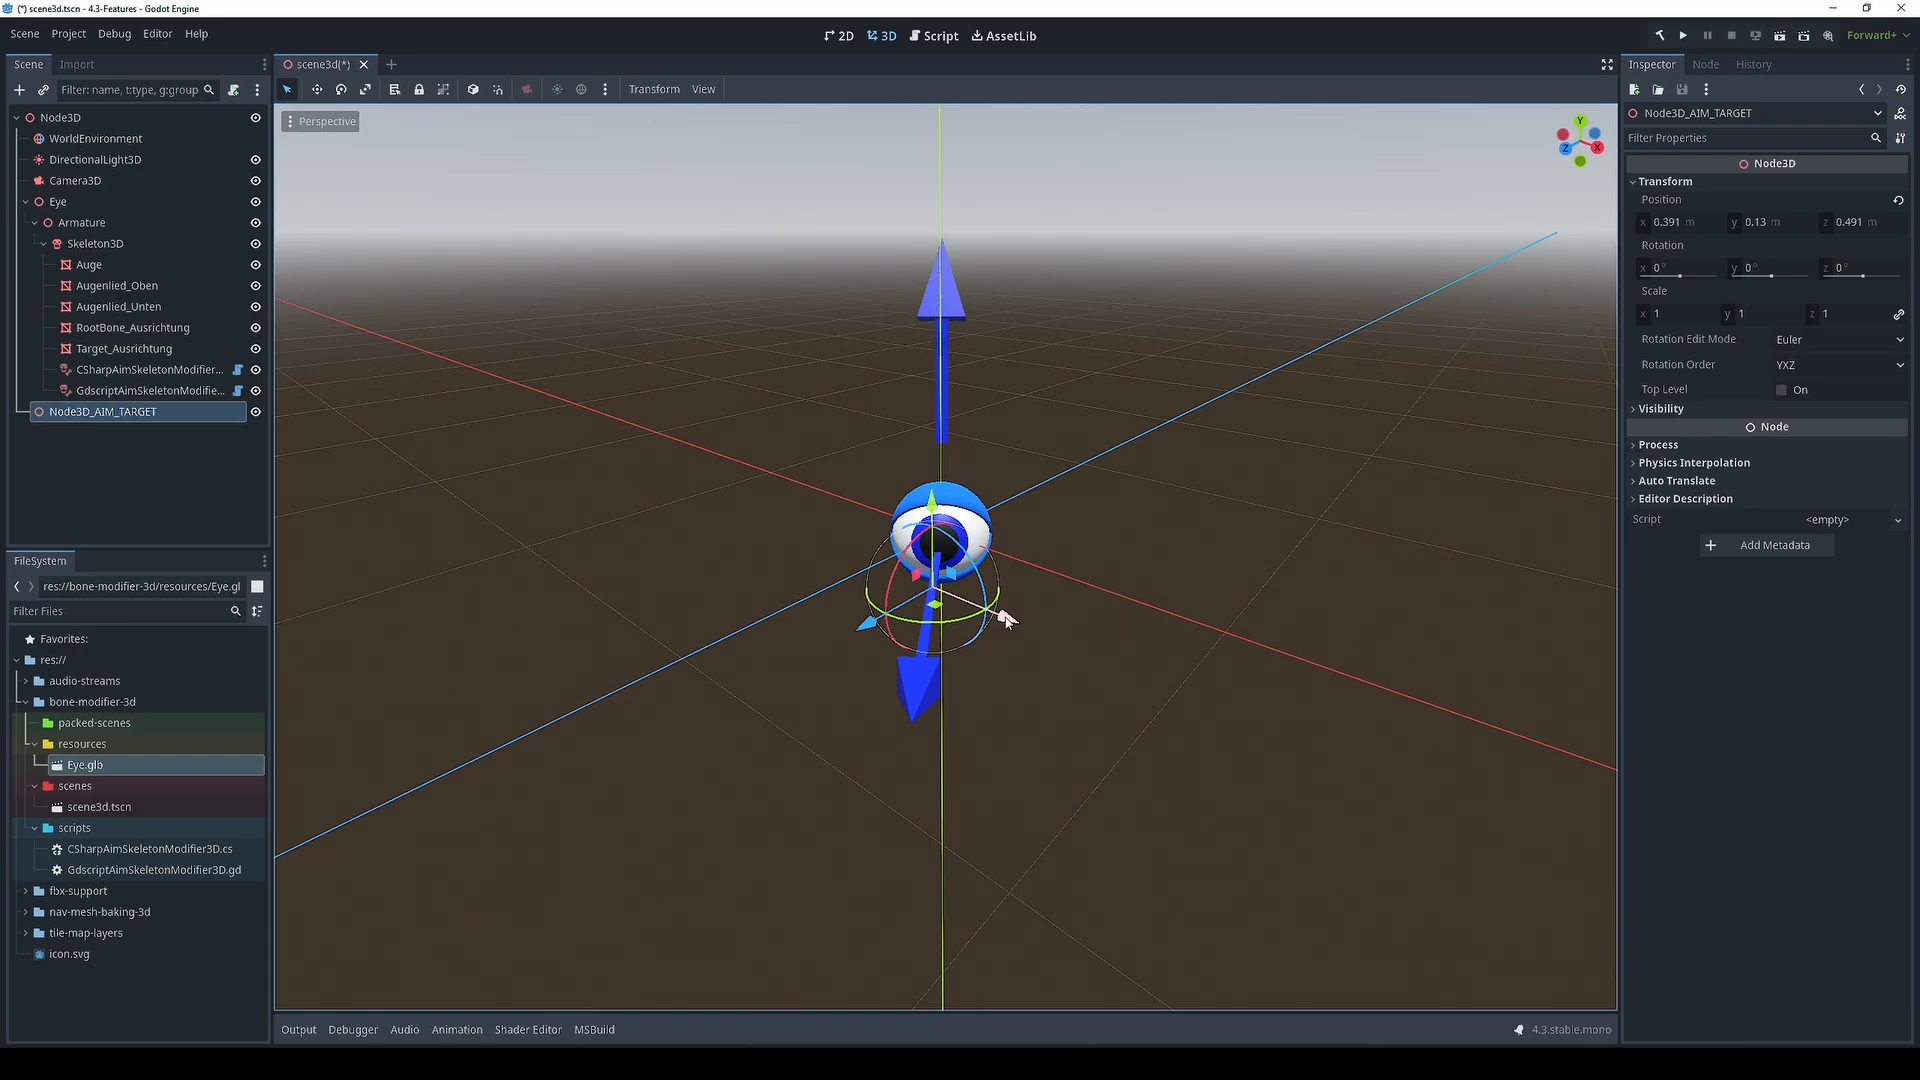 (*) scene3d.tscn - 4.3-Features - Godot Engine
Scene Project Debug Editor Help
2D 3D Script AssetLib
Forward+
Scene Import
Filter: name, t:type, g:group
Node3D
WorldEnvironment
DirectionalLight3D
Camera3D
Eye
Armature
Skeleton3D
Auge
Augenlied_Oben
Augenlied_Unten
RootBone_Ausrichtung
Target_Ausrichtung
CSharpAimSkeletonModifier...
GdscriptAimSkeletonModifie...
Node3D_AIM_TARGET
FileSystem
res://bone-modifier-3d/resources/Eye.gl
Filter Files
Favorites:
res://
audio-streams
bone-modifier-3d
packed-scenes
resources
Eye.glb
scenes
scene3d.tscn
scripts
CSharpAimSkeletonModifier3D.cs
GdscriptAimSkeletonModifier3D.gd
fbx-support
nav-mesh-baking-3d
tile-map-layers
icon.svg
scene3d(*)
Transform View
Perspective
Y
Z X
Output Debugger Audio Animation Shader Editor MSBuild
4.3.stable.mono
Inspector Node History
Node3D_AIM_TARGET
Filter Properties
Node3D
Transform
Position
x 0.391 m y 0.13 m z 0.491 m
Rotation
x 0° y 0° z 0°
Scale
x 1 y 1 z 1
Rotation Edit Mode Euler
Rotation Order YXZ
Top Level On
Visibility
Node
Process
Physics Interpolation
Auto Translate
Editor Description
Script <empty>
Add Metadata